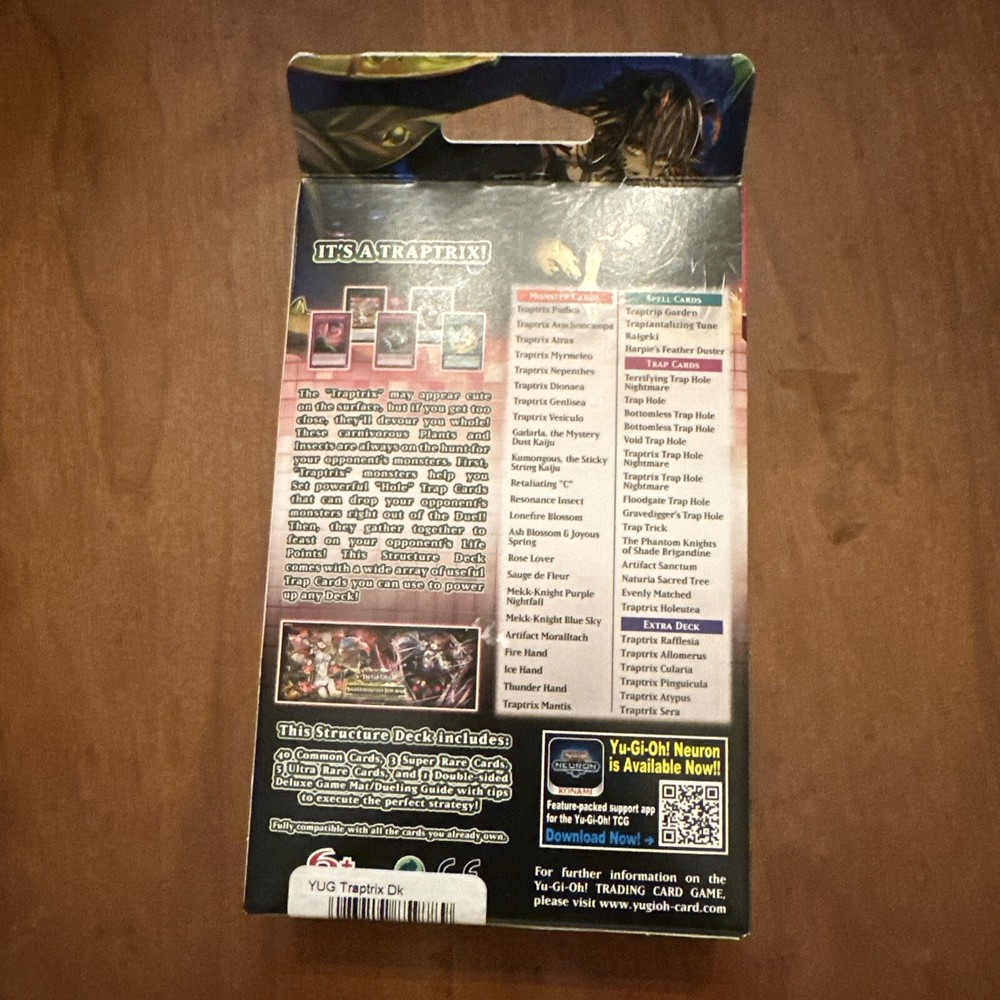 IT'S A TRAPTRIX!
The "Traptrix" may appear cute
on the surface, but if you get too
close, they'll devour you whole!
These carnivorous Plants and
Insects are always on the hunt for
your opponent's monsters. First,
"Traptrix" monsters help you
Set powerful "Hole" Trap Cards
that can drop your opponent's
monsters right out of the Duel!
Then, they gather together to
feast on your opponent's Life
Points! This Structure Deck
comes with a wide array of useful
Trap Cards you can use to power
up any Deck!
This Structure Deck includes:
40 Common Cards, 3 Super Rare Cards,
5 Ultra Rare Cards, and 1 Double-sided
Deluxe Game Mat/Dueling Guide with tips
to execute the perfect strategy!
Fully compatible with all the cards you already own.
6+
CE
YUG Traptrix Dk
MONSTER CARDS
Traptrix Pudica
Traptrix Arachnocampa
Traptrix Atrax
Traptrix Myrmeleo
Traptrix Nepenthes
Traptrix Dionaea
Traptrix Genlisea
Traptrix Vesiculo
Gadarla, the Mystery
Dust Kaiju
Kumongous, the Sticky
String Kaiju
Retaliating "C"
Resonance Insect
Lonefire Blossom
Ash Blossom & Joyous
Spring
Rose Lover
Sauge de Fleur
Mekk-Knight Purple
Nightfall
Mekk-Knight Blue Sky
Artifact Moralltach
Fire Hand
Ice Hand
Thunder Hand
Traptrix Mantis
SPELL CARDS
Traptrip Garden
Traptantalizing Tune
Raigeki
Harpie's Feather Duster
TRAP CARDS
Terrifying Trap Hole
Nightmare
Trap Hole
Bottomless Trap Hole
Bottomless Trap Hole
Void Trap Hole
Traptrix Trap Hole
Nightmare
Traptrix Trap Hole
Nightmare
Floodgate Trap Hole
Gravedigger's Trap Hole
Trap Trick
The Phantom Knights
of Shade Brigandine
Artifact Sanctum
Naturia Sacred Tree
Evenly Matched
Traptrix Holeutea
EXTRA DECK
Traptrix Rafflesia
Traptrix Allomerus
Traptrix Cularia
Traptrix Pinguicula
Traptrix Atypus
Traptrix Sera
NEURON
KONAMI
Yu-Gi-Oh! Neuron
is Available Now!!
Feature-packed support app
for the Yu-Gi-Oh! TCG
Download Now! →
For further information on the
Yu-Gi-Oh! TRADING CARD GAME,
please visit www.yugioh-card.com